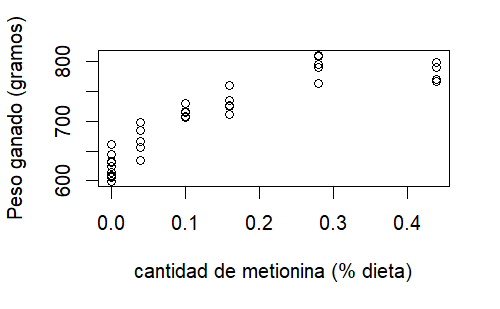 Peso ganado (gramos)
800
700
600
0.0 0.1 0.2 0.3 0.4
cantidad de metionina (% dieta)